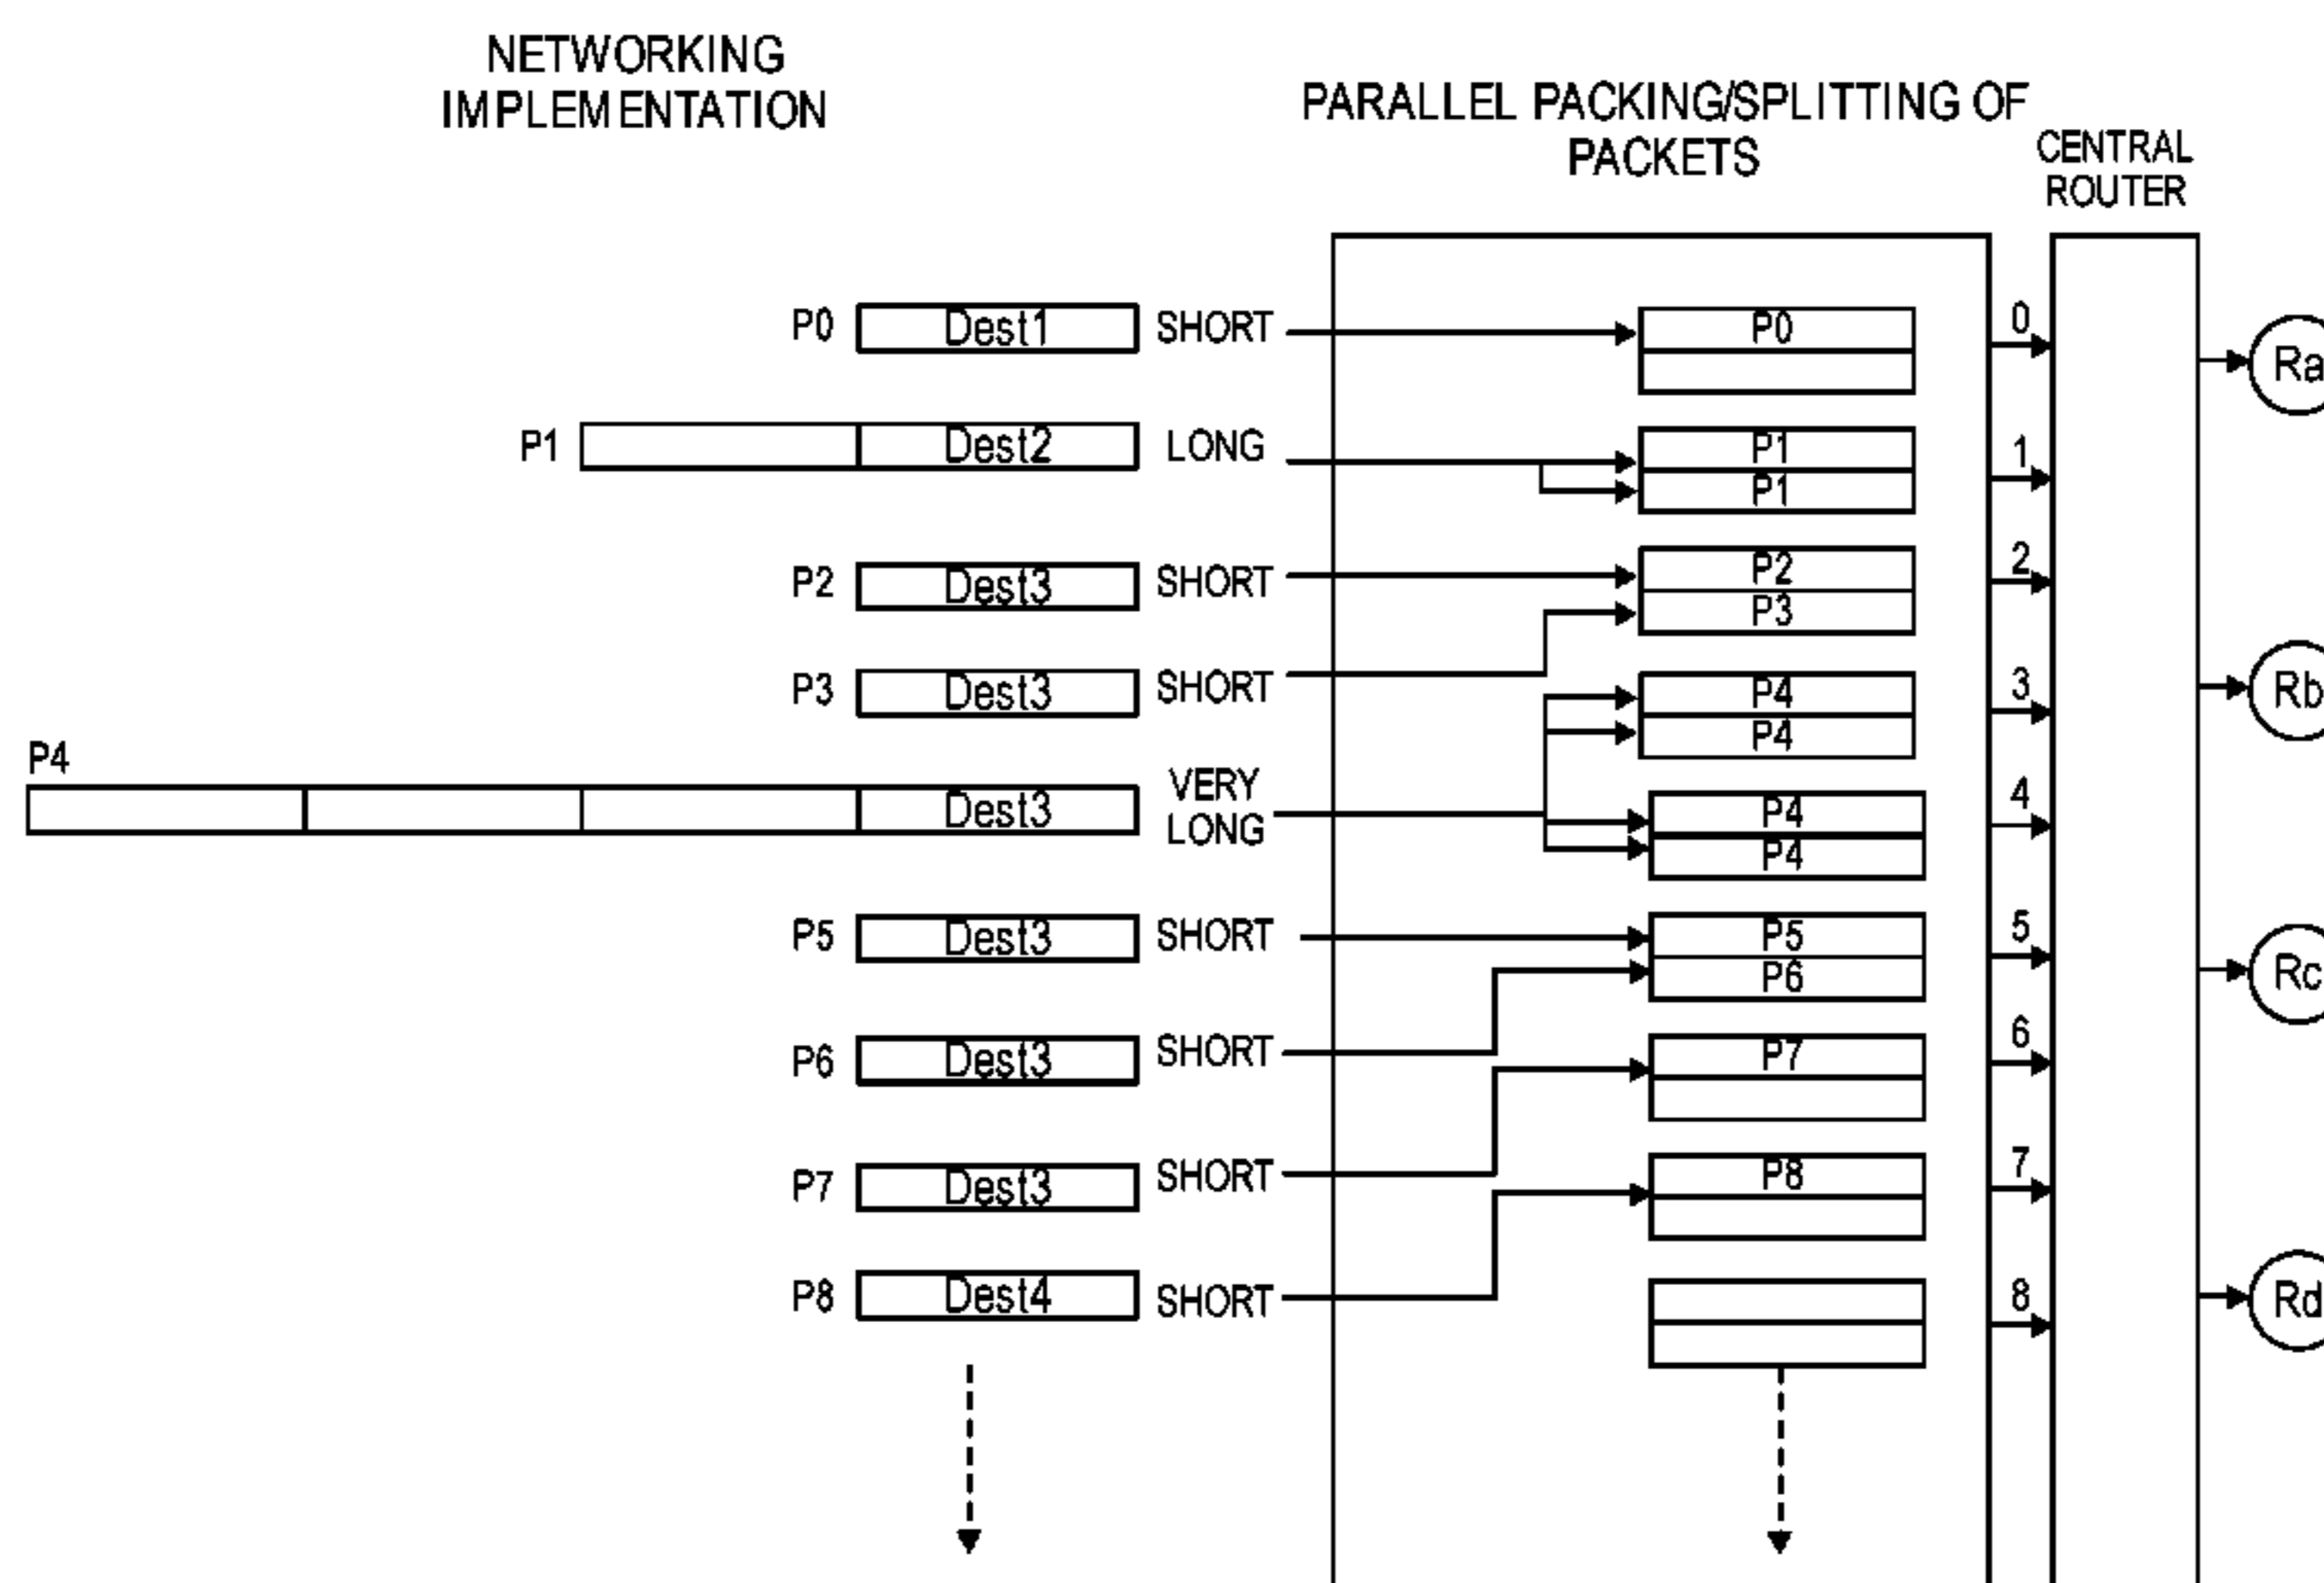 NETWORKING
IMPLEMENTATION
PARALLEL PACKING/SPLITTING OF
PACKETS
CENTRAL
ROUTER
P0 Dest1 SHORT P0 0
Ra
P1 Dest2 LONG P1 1
P1
P2 Dest3 SHORT P2 2
P3
P3 Dest3 SHORT P4 3
Rb
P4
P4
Dest3 VERY
LONG
P4 4
P4
P5 Dest3 SHORT P5 5
P6
Rc
P6 Dest3 SHORT P7 6
P7 Dest3 SHORT P8 7
P8 Dest4 SHORT 8
Rd